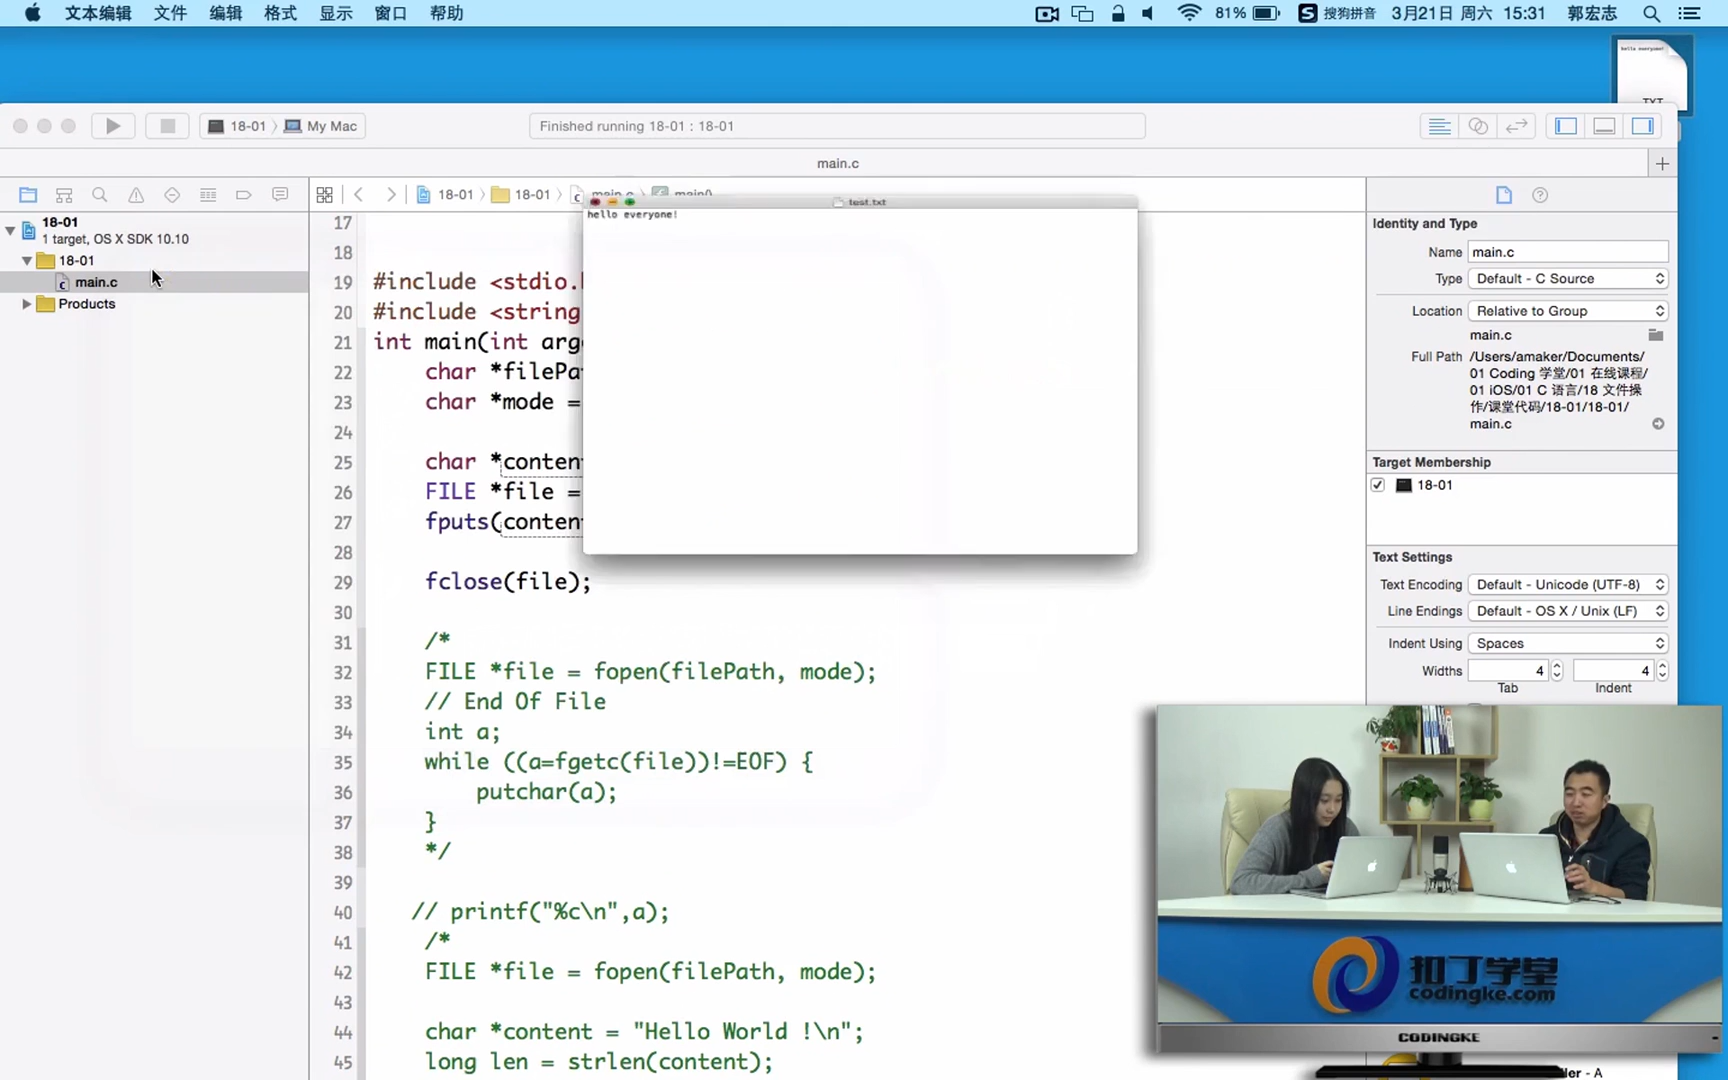 文本编辑 文件 编辑 格式 显示 窗口 帮助 81% S 搜狗拼音 3月21日 周六 15:31 郭宏志
hello everyone!
TXT
18-01 〉 My Mac
Finished running 18-01 : 18-01
main.c
18-01 〉 18-01 〉 main.c 〉 main()
18-01
1 target, OS X SDK 10.10
18-01
main.c
Products
test.txt
hello everyone!
17
18
19 #include <stdio.
20 #include <string
21 int main(int arg
22 char *filePa
23 char *mode =
24
25 char *conten
26 FILE *file =
27 fputs(conten
28
29 fclose(file);
30
31 /*
32 FILE *file = fopen(filePath, mode);
33 // End Of File
34 int a;
35 while ((a=fgetc(file))!=EOF) {
36 putchar(a);
37 }
38 */
39
40 // printf("%c\n",a);
41 /*
42 FILE *file = fopen(filePath, mode);
43
44 char *content = "Hello World !\n";
45 long len = strlen(content);
Identity and Type
Name main.c
Type Default - C Source
Location Relative to Group
main.c
Full Path /Users/amaker/Documents/
01 Coding 学堂/01 在线课程/
01 iOS/01 C 语言/18 文件操
作/课堂代码/18-01/18-01/
main.c
Target Membership
18-01
Text Settings
Text Encoding Default - Unicode (UTF-8)
Line Endings Default - OS X / Unix (LF)
Indent Using Spaces
Widths 4 4
Tab Indent
扣丁学堂
codingke.com
CODINGKE
ller - A